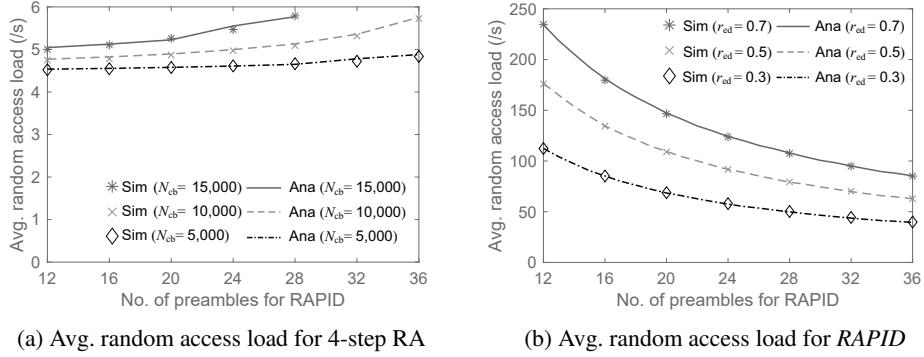 Avg. random access load (/s)
6
5
4
3
2
1
0
Sim (Ncb= 15,000) Ana (Ncb= 15,000)
Sim (Ncb= 10,000) Ana (Ncb= 10,000)
Sim (Ncb= 5,000) Ana (Ncb= 5,000)
12 16 20 24 28 32 36
No. of preambles for RAPID
(a) Avg. random access load for 4-step RA
Avg. random access load (/s)
250
200
150
100
50
0
Sim (red = 0.7) Ana (red = 0.7)
Sim (red = 0.5) Ana (red = 0.5)
Sim (red = 0.3) Ana (red = 0.3)
12 16 20 24 28 32 36
No. of preambles for RAPID
(b) Avg. random access load for RAPID